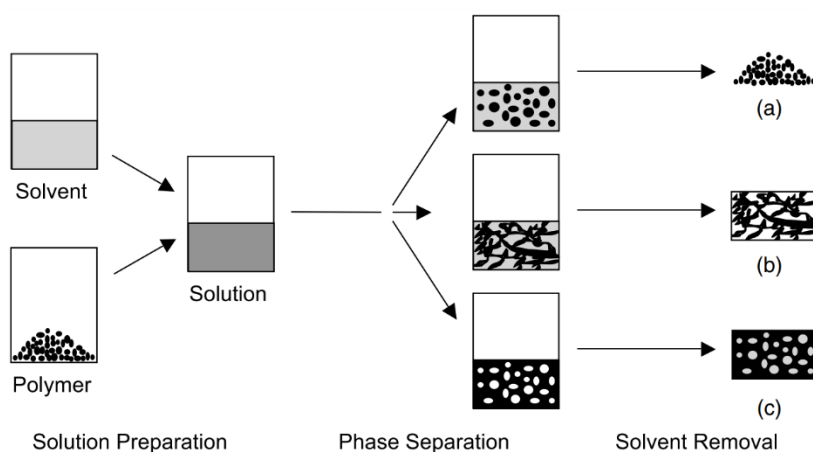 Solvent
Polymer
Solution
(a)
(b)
(c)
Solution Preparation
Phase Separation
Solvent Removal